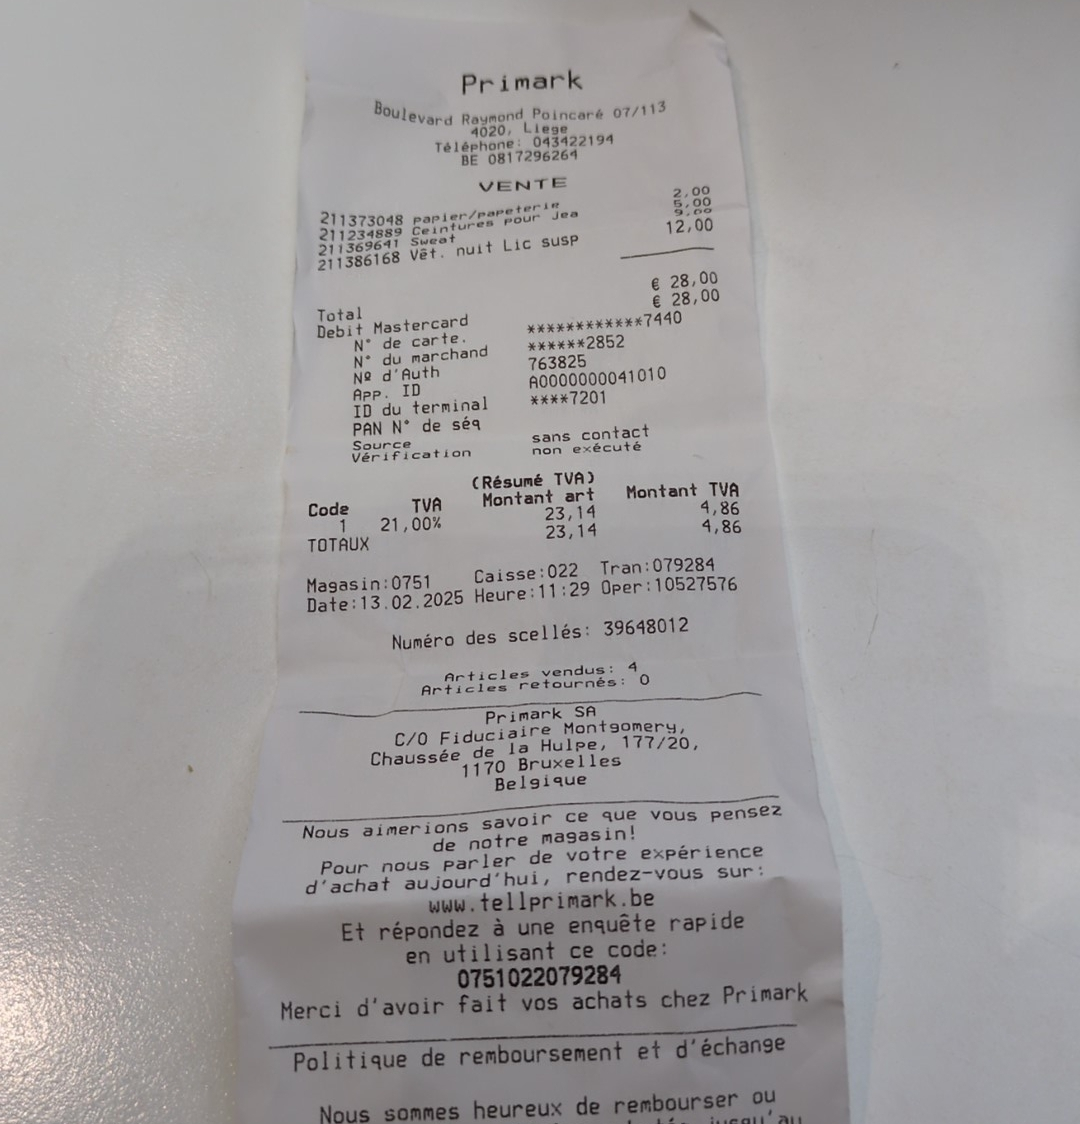 Primark
Boulevard Raymond Poincaré 07/113
4020, Liege
Téléphone: 043422194
BE 0817296264
VENTE
211373048 papier/papeterie 2,00
211234889 Ceintures pour Jea 5,00
211369641 Sweat 9,00
211386168 Vêt. nuit Lic susp 12,00
Total € 28,00
Debit Mastercard € 28,00
N° de carte. ************7440
N° du marchand ******2852
Nº d'Auth 763825
App. ID A0000000041010
ID du terminal ****7201
PAN N° de séq
Source sans contact
Vérification non exécuté
(Résumé TVA)
Code TVA Montant art Montant TVA
1 21,00% 23,14 4,86
TOTAUX 23,14 4,86
Magasin:0751 Caisse:022 Tran:079284
Date:13.02.2025 Heure:11:29 Oper:10527576
Numéro des scellés: 39648012
Articles vendus: 4
Articles retournés: 0
Primark SA
C/O Fiduciaire Montgomery,
Chaussée de la Hulpe, 177/20,
1170 Bruxelles
Belgique
Nous aimerions savoir ce que vous pensez
de notre magasin!
Pour nous parler de votre expérience
d'achat aujourd'hui, rendez-vous sur:
www.tellprimark.be
Et répondez à une enquête rapide
en utilisant ce code:
0751022079284
Merci d'avoir fait vos achats chez Primark
Politique de remboursement et d'échange
Nous sommes heureux de rembourser ou
jusqu'au